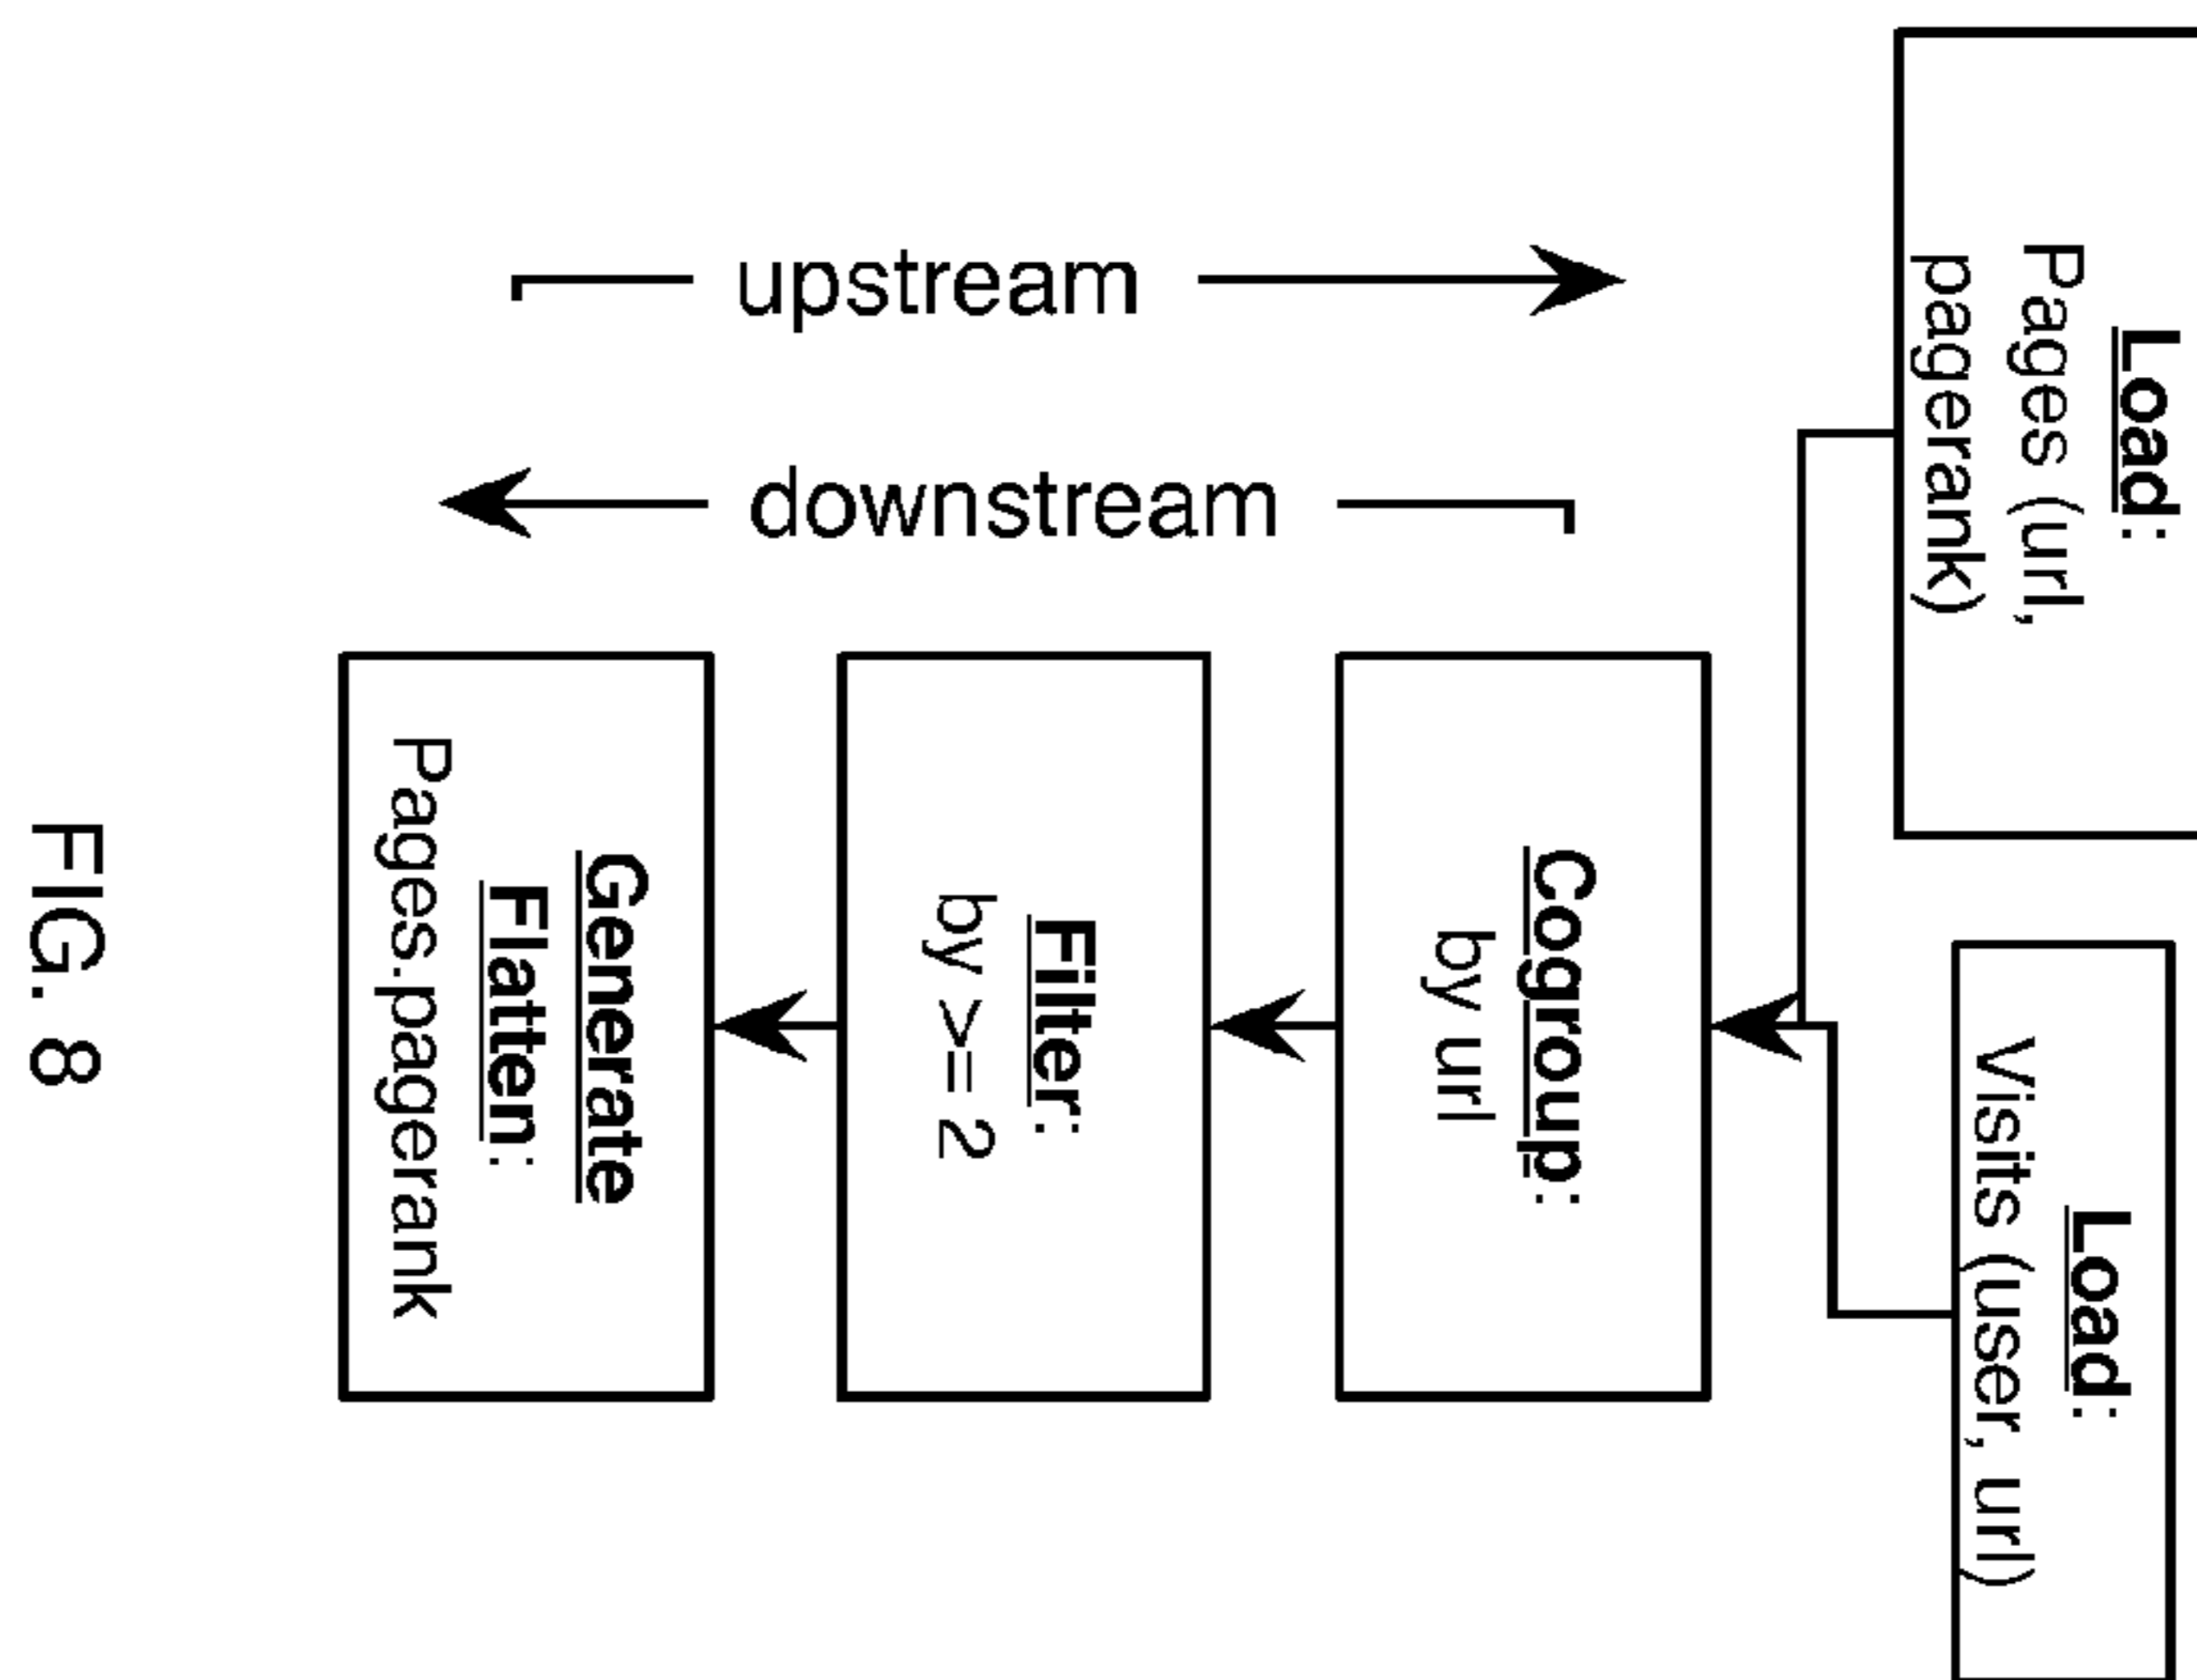 Load:
Pages (url,
pagerank)
Load:
Visits (user, url)
upstream
downstream
Cogroup:
by url
Filter:
by >= 2
Generate
Flatten:
Pages.pagerank
FIG. 8